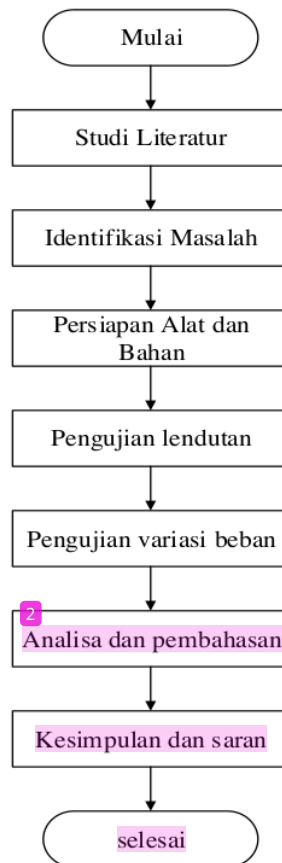 Mulai
Studi Literatur
Identifikasi Masalah
Persiapan Alat dan
Bahan
Pengujian lendutan
Pengujian variasi beban
2
Analisa dan pembahasan
Kesimpulan dan saran
selesai